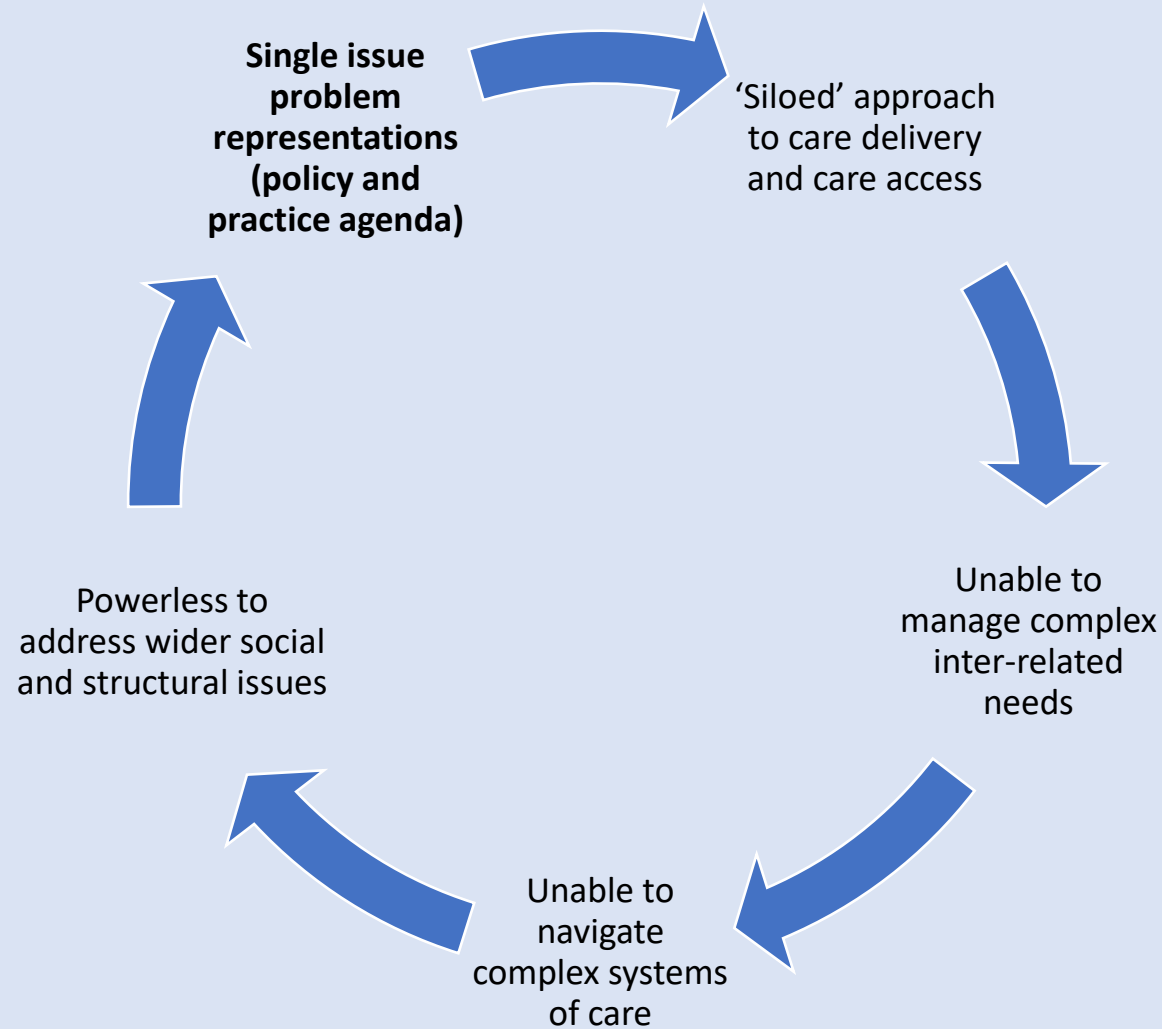 Single issue
problem
representations
(policy and
practice agenda)
‘Siloed’ approach
to care delivery
and care access
Unable to
manage complex
inter-related
needs
Unable to
navigate
complex systems
of care
Powerless to
address wider social
and structural issues